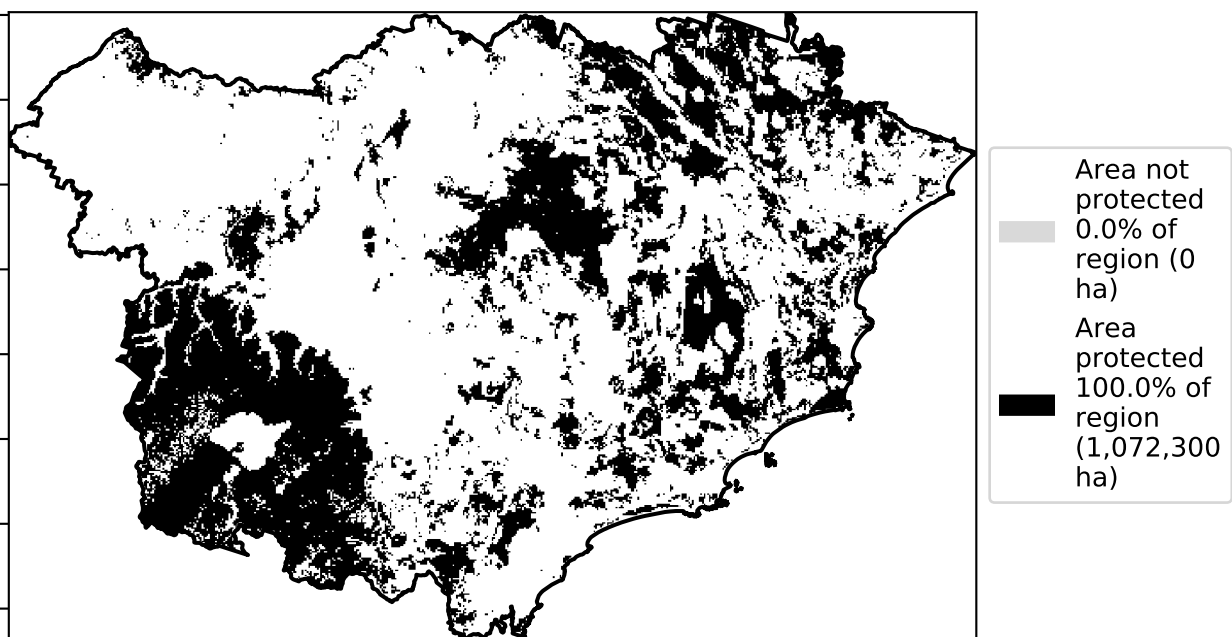 Area not
protected
0.0% of
region (0
ha)
Area
protected
100.0% of
region
(1,072,300
ha)